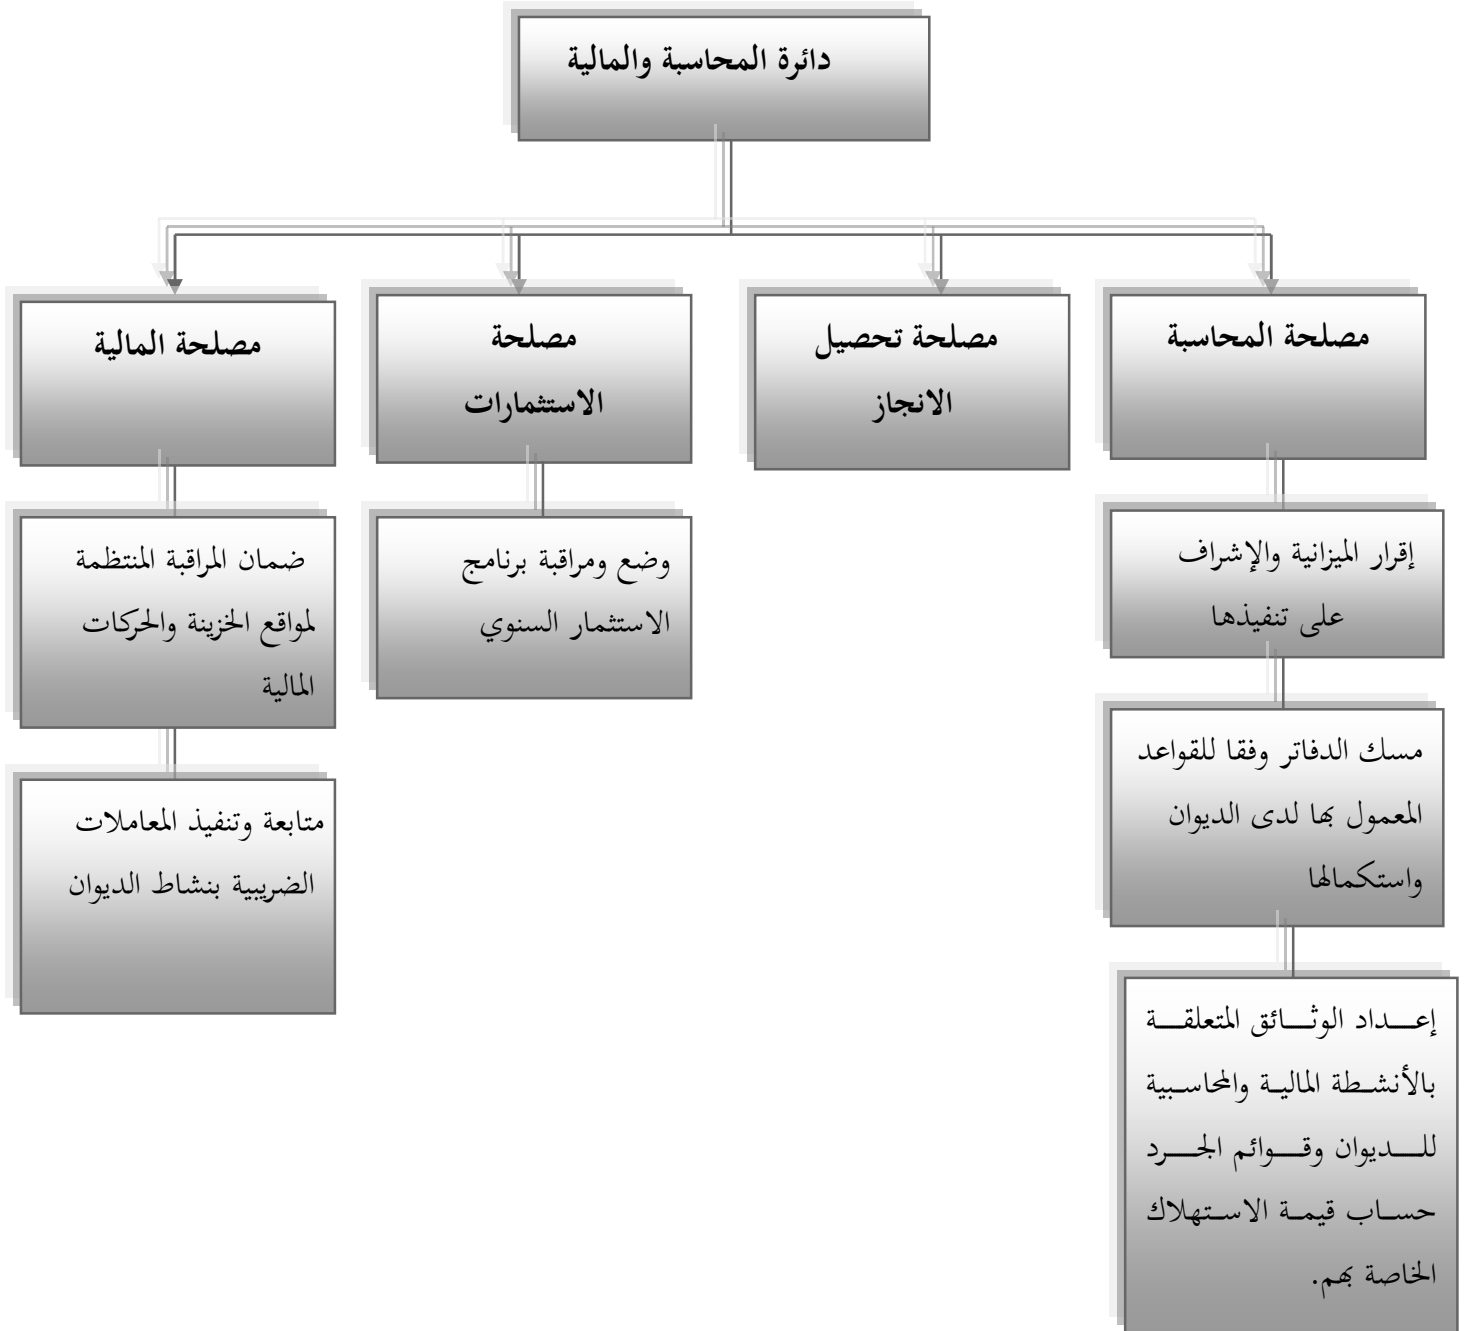 دائرة المحاسبة والمالية
مصلحة المحاسبة
مصلحة تحصيل
الانجاز
مصلحة
الاستثمارات
مصلحة المالية
إقرار الميزانية والإشراف
على تنفيذها
مسك الدفاتر وفقا للقواعد
المعمول بها لدى الديوان
واستكمالها
إعـــداد الوثـــائق المتعلقـــة
بالأنشـطة الماليـة والمحاسـبية
للـــديوان وقـــوائم الجـــرد
حسـاب قيمـة الاسـتهلاك
الخاصة بهم.
وضع ومراقبة برنامج
الاستثمار السنوي
ضمان المراقبة المنتظمة
لمواقع الخزينة والحركات
المالية
متابعة وتنفيذ المعاملات
الضريبية بنشاط الديوان